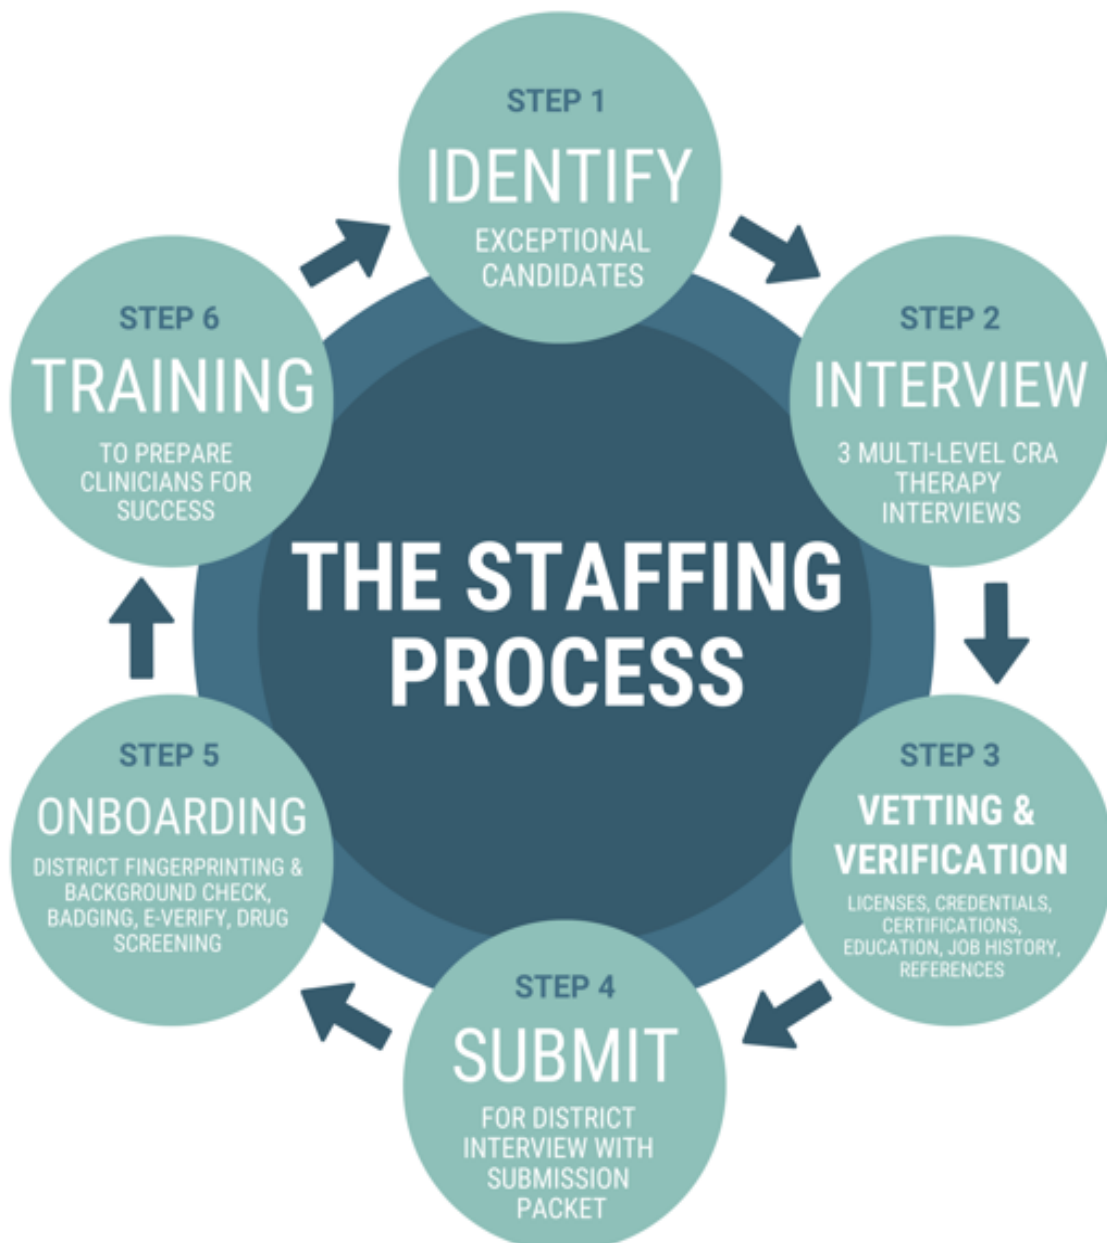 STEP 1
IDENTIFY
EXCEPTIONAL
CANDIDATES
STEP 2
INTERVIEW
3 MULTI-LEVEL CRA
THERAPY
INTERVIEWS
STEP 3
VETTING &
VERIFICATION
LICENSES, CREDENTIALS,
CERTIFICATIONS,
EDUCATION, JOB HISTORY,
REFERENCES
STEP 4
SUBMIT
FOR DISTRICT
INTERVIEW WITH
SUBMISSION
PACKET
STEP 5
ONBOARDING
DISTRICT FINGERPRINTING &
BACKGROUND CHECK,
BADGING, E-VERIFY, DRUG
SCREENING
STEP 6
TRAINING
TO PREPARE
CLINICIANS FOR
SUCCESS
THE STAFFING
PROCESS